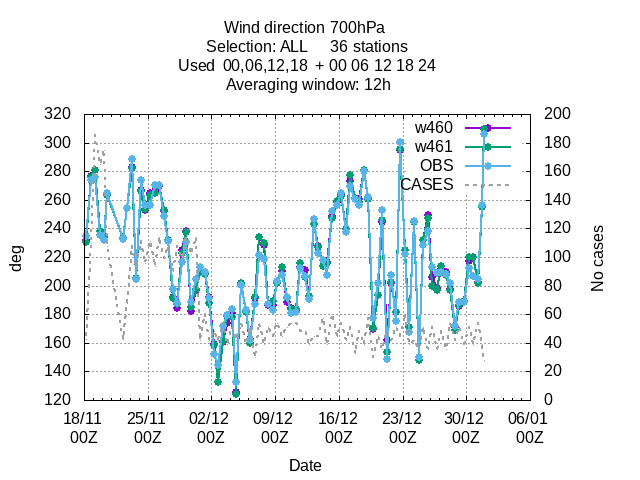 Wind direction 700hPa
Selection: ALL 36 stations
Used 00,06,12,18 + 00 06 12 18 24
Averaging window: 12h
320 200
300 w460 180
280 w461 160
OBS
260 CASES 140
240 120
220 100
200 80
180 60
160 40
140 20
120 0
deg
No cases
18/11 25/11 02/12 09/12 16/12 23/12 30/12 06/01
00Z 00Z 00Z 00Z 00Z 00Z 00Z 00Z
Date